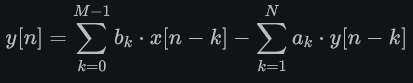 y[n] = \sum_{k=0}^{M-1} b_k \cdot x[n-k] - \sum_{k=1}^{N} a_k \cdot y[n-k]